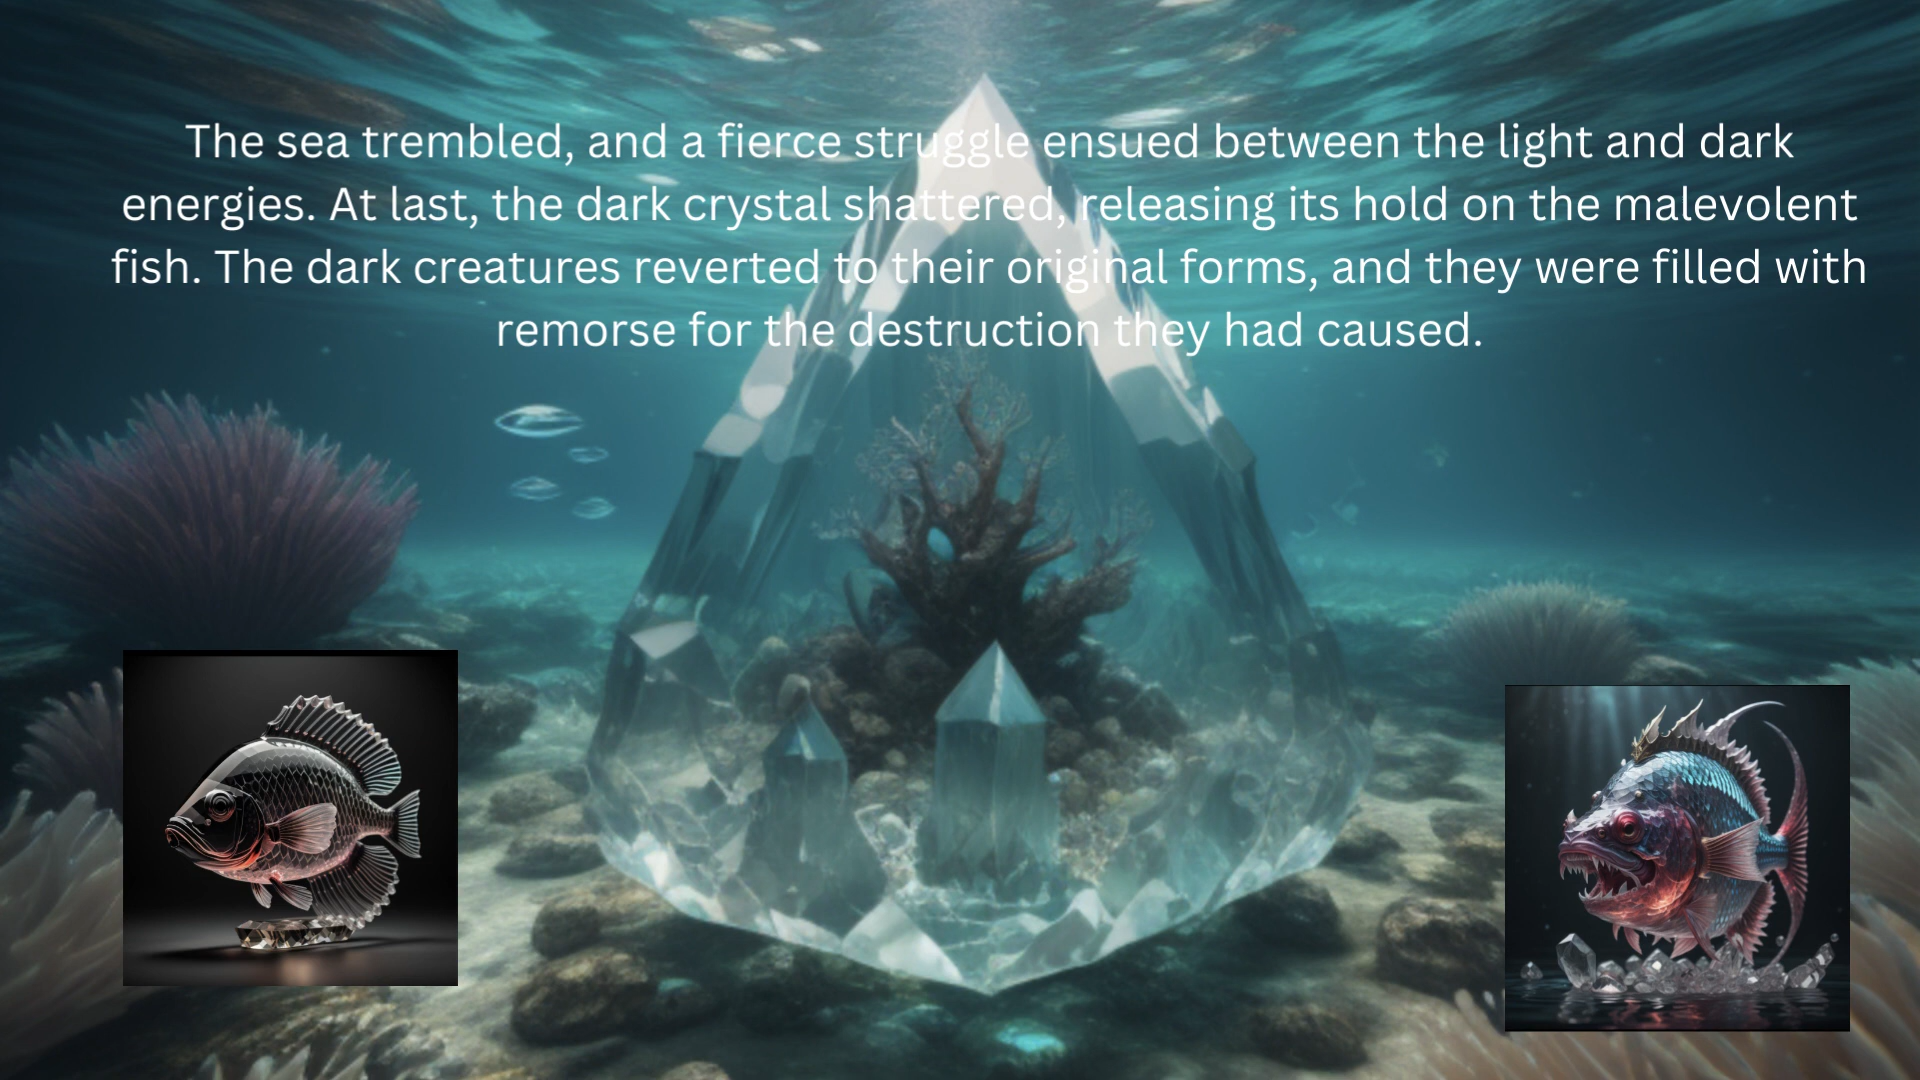 The sea trembled, and a fierce struggle ensued between the light and dark
energies. At last, the dark crystal shattered, releasing its hold on the malevolent
fish. The dark creatures reverted to their original forms, and they were filled with
remorse for the destruction they had caused.